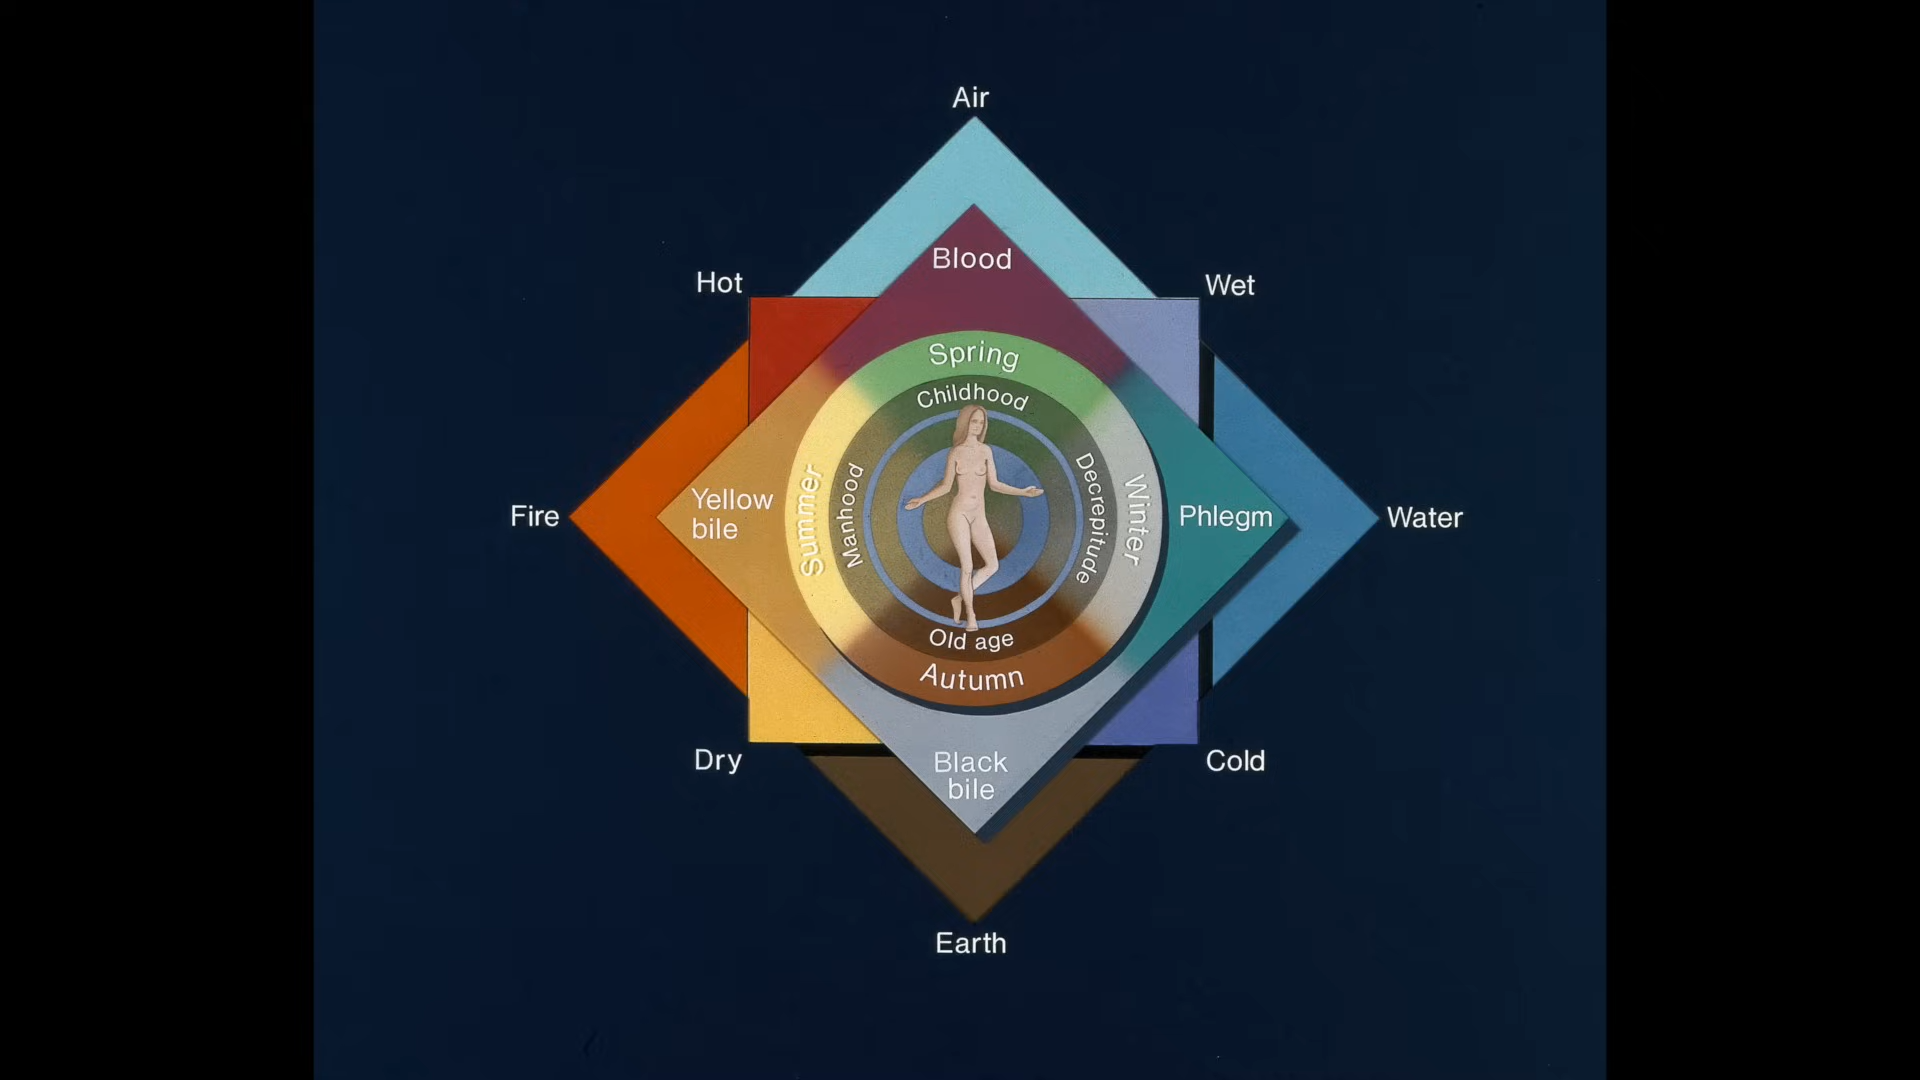 Air
Blood
Hot
Wet
Spring
Childhood
Fire
Yellow
bile
Summer
Manhood
Decrepitude
Winter
Phlegm
Water
Old age
Autumn
Dry
Black
bile
Cold
Earth